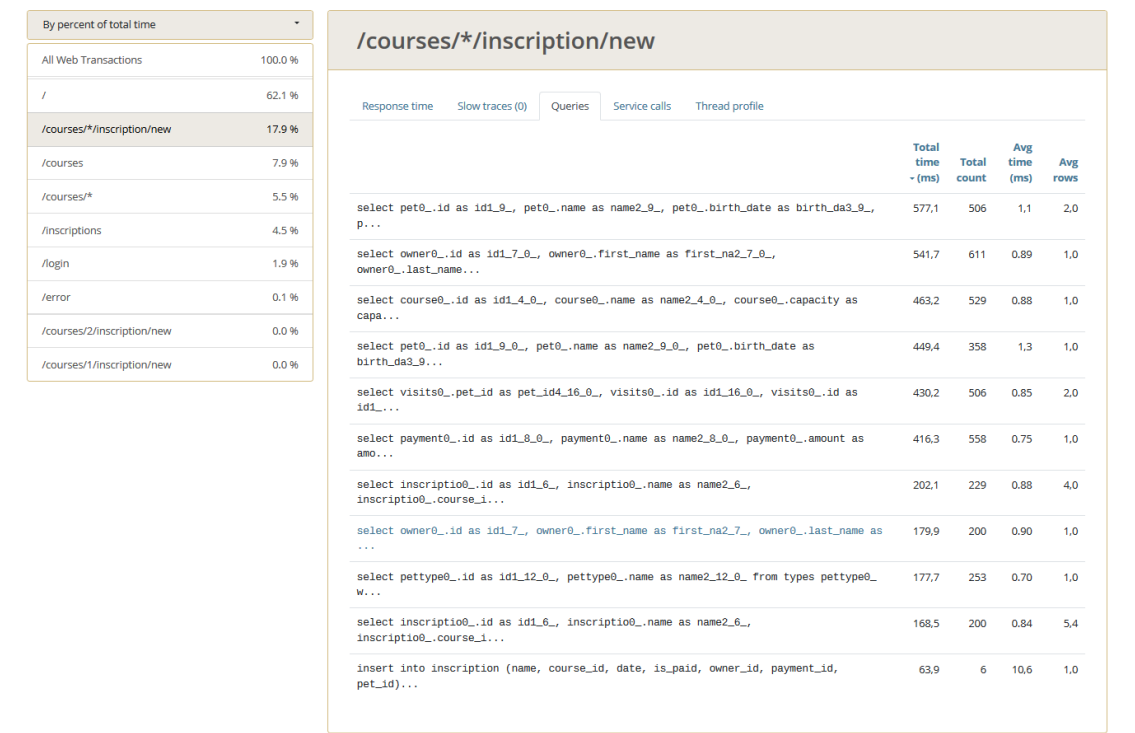 By percent of total time
All Web Transactions 100.0 %
/ 62.1 %
/courses/*/inscription/new 17.9 %
/courses 7.9 %
/courses/* 5.5 %
/inscriptions 4.5 %
/login 1.9 %
/error 0.1 %
/courses/2/inscription/new 0.0 %
/courses/1/inscription/new 0.0 %
/courses/*/inscription/new
Response time Slow traces (0) Queries Service calls Thread profile
Total Avg
time Total time Avg
(ms) count (ms) rows
select pet0_.id as id1_9_, pet0_.name as name2_9_, pet0_.birth_date as birth_da3_9_, 577,1 506 1,1 2,0
p...
select owner0_.id as id1_7_0_, owner0_.first_name as first_na2_7_0_, 541,7 611 0.89 1,0
owner0_.last_name...
select course0_.id as id1_4_0_, course0_.name as name2_4_0_, course0_.capacity as 463,2 529 0.88 1,0
capa...
select pet0_.id as id1_9_0_, pet0_.name as name2_9_0_, pet0_.birth_date as 449,4 358 1,3 1,0
birth_da3_9...
select visits0_.pet_id as pet_id4_16_0_, visits0_.id as id1_16_0_, visits0_.id as 430,2 506 0.85 2,0
id1_...
select payment0_.id as id1_8_0_, payment0_.name as name2_8_0_, payment0_.amount as 416,3 558 0.75 1,0
amo...
select inscriptio0_.id as id1_6_, inscriptio0_.name as name2_6_, 202,1 229 0.88 4,0
inscriptio0_.course_i...
select owner0_.id as id1_7_, owner0_.first_name as first_na2_7_, owner0_.last_name as 179,9 200 0.90 1,0
...
select pettype0_.id as id1_12_0_, pettype0_.name as name2_12_0_ from types pettype0_ 177,7 253 0.70 1,0
w...
select inscriptio0_.id as id1_6_, inscriptio0_.name as name2_6_, 168,5 200 0.84 5,4
inscriptio0_.course_i...
insert into inscription (name, course_id, date, is_paid, owner_id, payment_id, 63,9 6 10,6 1,0
pet_id)...